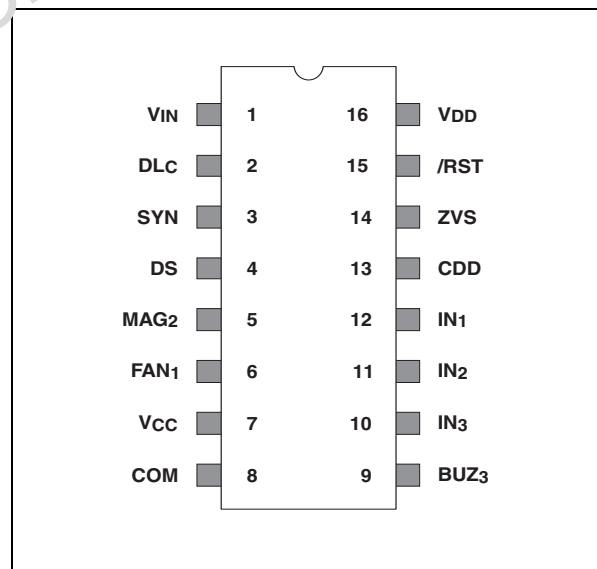 VIN 1 16 VDD
DLC 2 15 /RST
SYN 3 14 ZVS
DS 4 13 CDD
MAG2 5 12 IN1
FAN1 6 11 IN2
VCC 7 10 IN3
COM 8 9 BUZ3